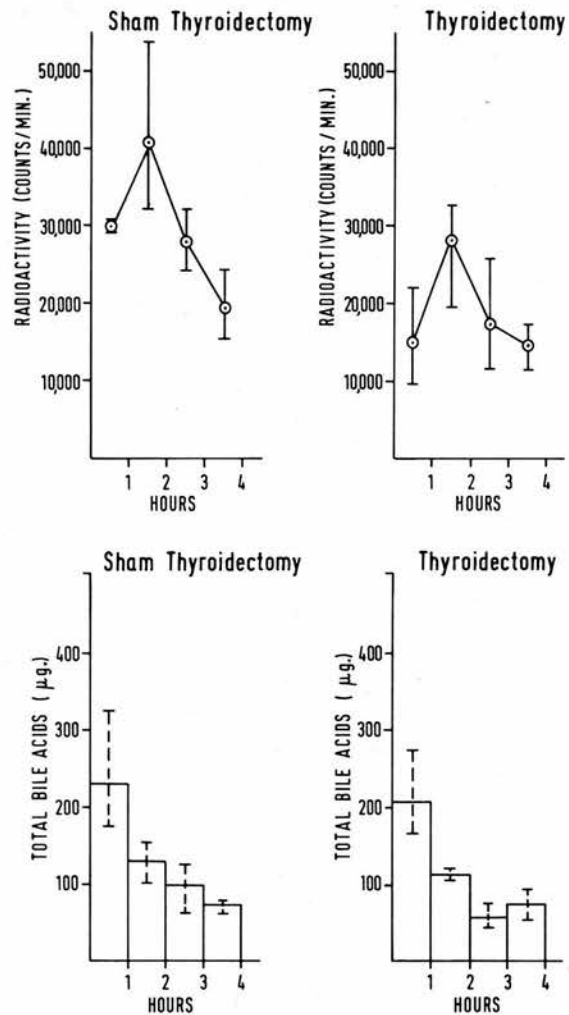 Sham Thyroidectomy
RADIOACTIVITY (COUNTS/MIN.)
50,000
40,000
30,000
20,000
10,000
1 2 3 4
HOURS
Thyroidectomy
RADIOACTIVITY (COUNTS/MIN.)
50,000
40,000
30,000
20,000
10,000
1 2 3 4
HOURS
Sham Thyroidectomy
TOTAL BILE ACIDS ( µg.)
400
300
200
100
1 2 3 4
HOURS
Thyroidectomy
TOTAL BILE ACIDS ( µg.)
400
300
200
100
1 2 3 4
HOURS